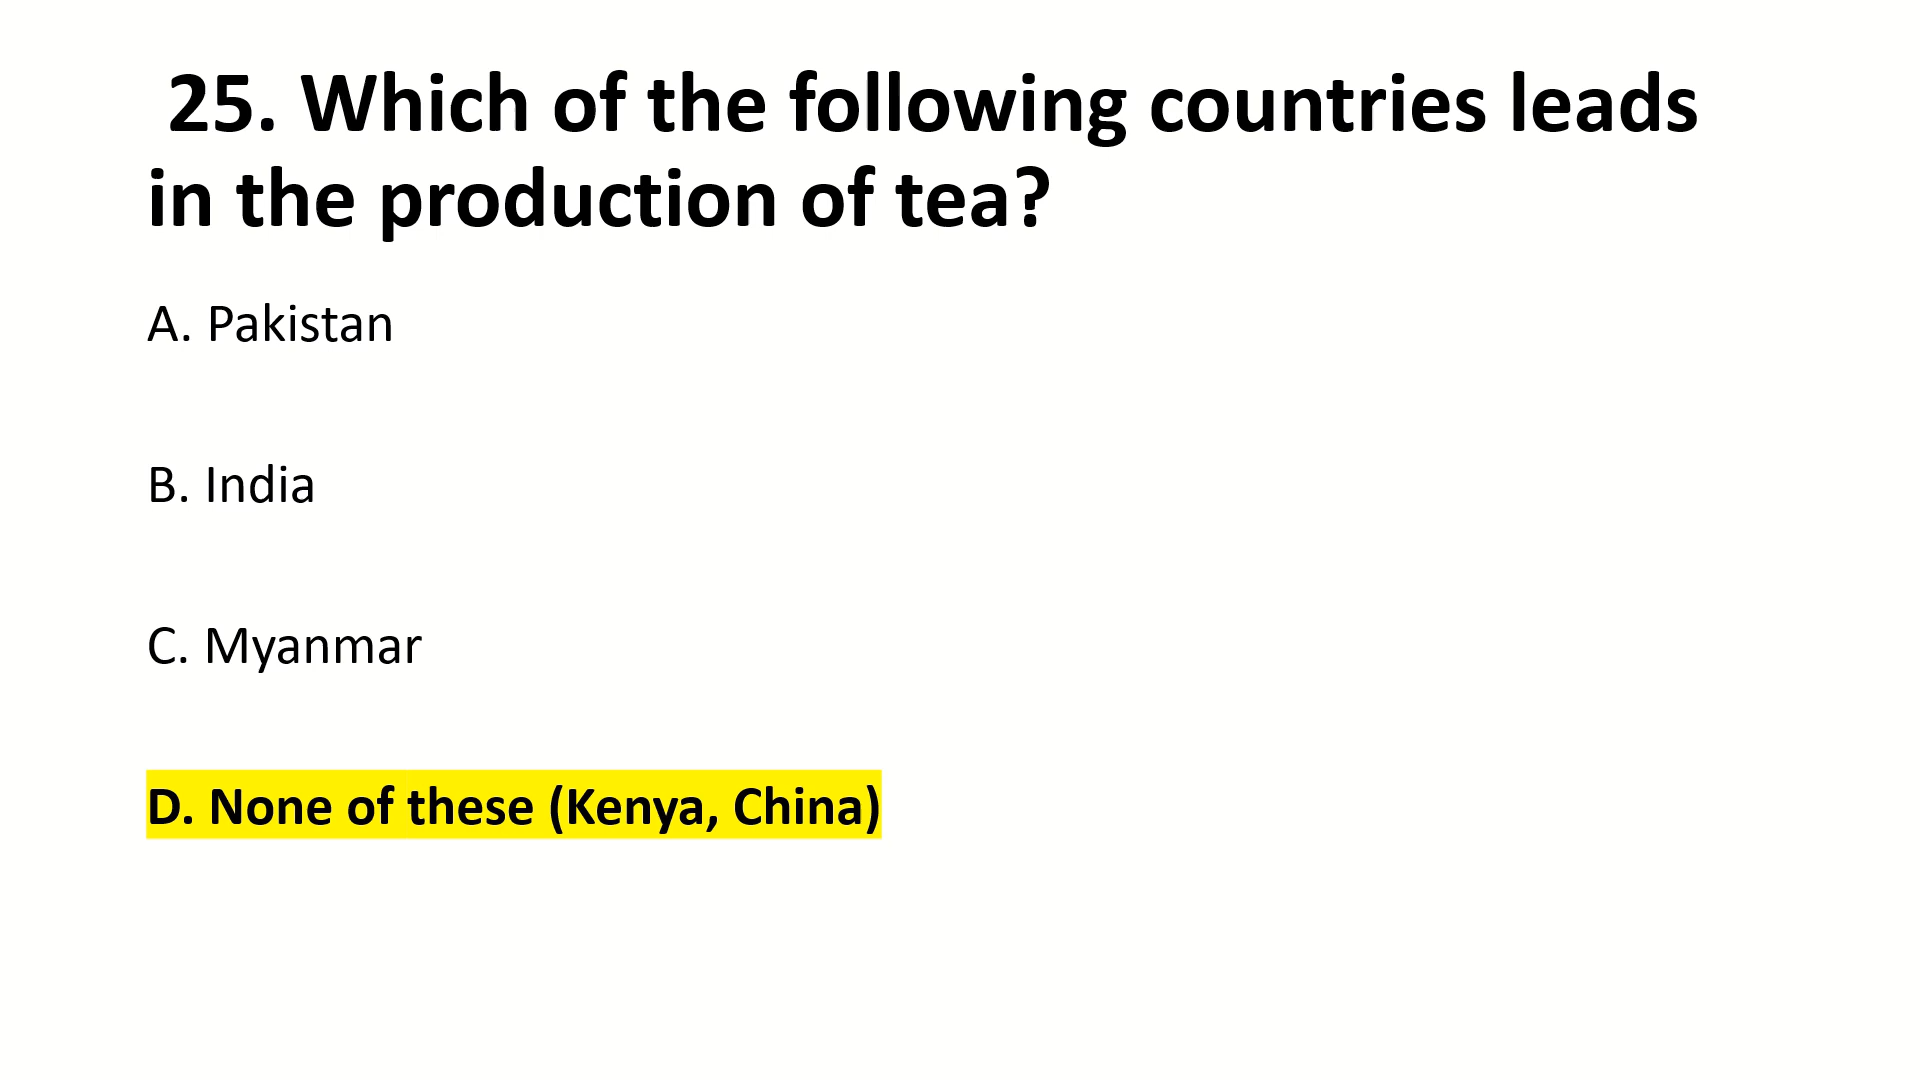 25. Which of the following countries leads
in the production of tea?
A. Pakistan
B. India
C. Myanmar
D. None of these (Kenya, China)